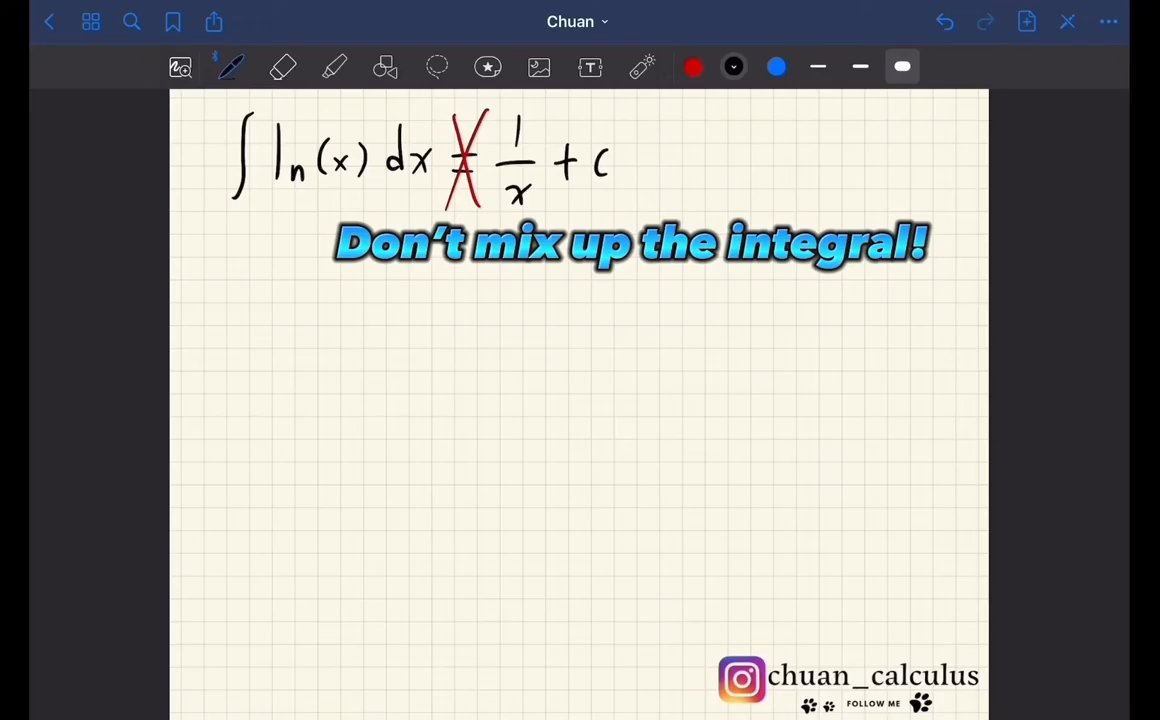 Chuan
∫ ln(x) dx = 1/x + c
Don't mix up the integral!
chuan_calculus
FOLLOW ME